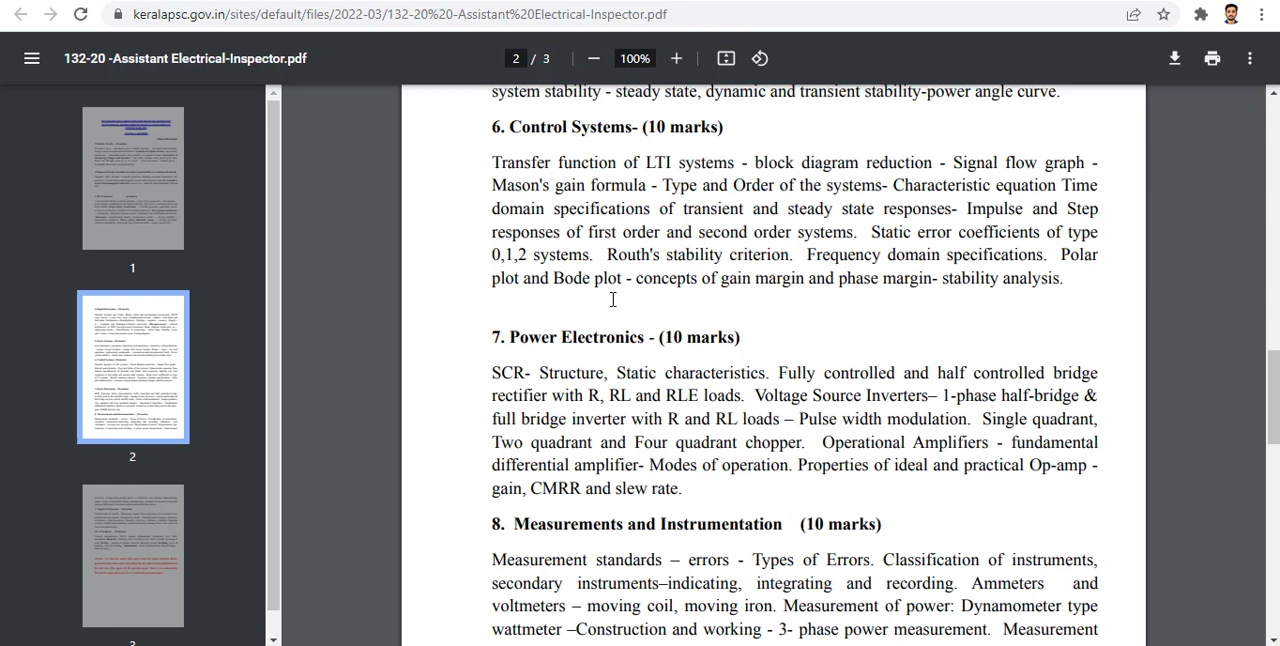 keralapsc.gov.in/sites/default/files/2022-03/132-20%20-Assistant%20Electrical-Inspector.pdf
132-20 -Assistant Electrical-Inspector.pdf
2 / 3
100%
system stability - steady state, dynamic and transient stability-power angle curve.
6. Control Systems- (10 marks)
Transfer function of LTI systems - block diagram reduction - Signal flow graph -
Mason's gain formula - Type and Order of the systems- Characteristic equation Time
domain specifications of transient and steady state responses- Impulse and Step
responses of first order and second order systems. Static error coefficients of type
0,1,2 systems. Routh's stability criterion. Frequency domain specifications. Polar
plot and Bode plot - concepts of gain margin and phase margin- stability analysis.
7. Power Electronics - (10 marks)
SCR- Structure, Static characteristics. Fully controlled and half controlled bridge
rectifier with R, RL and RLE loads. Voltage Source Inverters– 1-phase half-bridge &
full bridge inverter with R and RL loads – Pulse width modulation. Single quadrant,
Two quadrant and Four quadrant chopper. Operational Amplifiers - fundamental
differential amplifier- Modes of operation. Properties of ideal and practical Op-amp -
gain, CMRR and slew rate.
8. Measurements and Instrumentation (10 marks)
Measurement standards – errors - Types of Errors. Classification of instruments,
secondary instruments–indicating, integrating and recording. Ammeters and
voltmeters – moving coil, moving iron. Measurement of power: Dynamometer type
wattmeter –Construction and working - 3- phase power measurement. Measurement
1
2
3